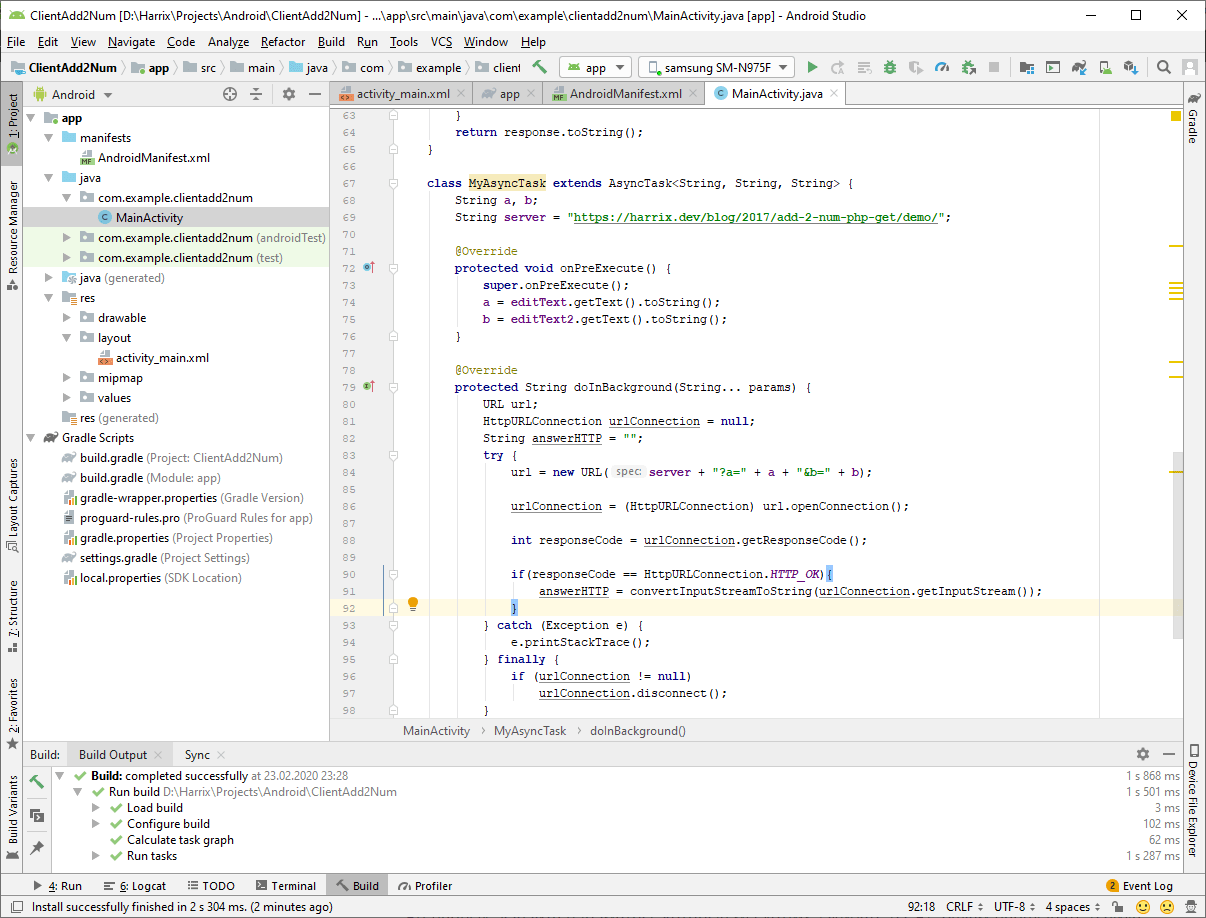 ClientAdd2Num [D:\Harrix\Projects\Android\ClientAdd2Num] - ...\app\src\main\java\com\example\clientadd2num\MainActivity.java [app] - Android Studio
File Edit View Navigate Code Analyze Refactor Build Run Tools VCS Window Help
ClientAdd2Num app src main java com example client app samsung SM-N975F
1: Project
Resource Manager
Layout Captures
7: Structure
2: Favorites
Build Variants
Android
app
manifests
AndroidManifest.xml
java
com.example.clientadd2num
MainActivity
com.example.clientadd2num (androidTest)
com.example.clientadd2num (test)
java (generated)
res
drawable
layout
activity_main.xml
mipmap
values
res (generated)
Gradle Scripts
build.gradle (Project: ClientAdd2Num)
build.gradle (Module: app)
gradle-wrapper.properties (Gradle Version)
proguard-rules.pro (ProGuard Rules for app)
gradle.properties (Project Properties)
settings.gradle (Project Settings)
local.properties (SDK Location)
activity_main.xml app AndroidManifest.xml MainActivity.java
63 }
64 return response.toString();
65 }
66
67 class MyAsyncTask extends AsyncTask<String, String, String> {
68 String a, b;
69 String server = "https://harrix.dev/blog/2017/add-2-num-php-get/demo/";
70
71 @Override
72 protected void onPreExecute() {
73 super.onPreExecute();
74 a = editText.getText().toString();
75 b = editText2.getText().toString();
76 }
77
78 @Override
79 protected String doInBackground(String... params) {
80 URL url;
81 HttpURLConnection urlConnection = null;
82 String answerHTTP = "";
83 try {
84 url = new URL( spec: server + "?a=" + a + "&b=" + b);
85
86 urlConnection = (HttpURLConnection) url.openConnection();
87
88 int responseCode = urlConnection.getResponseCode();
89
90 if(responseCode == HttpURLConnection.HTTP_OK){
91 answerHTTP = convertInputStreamToString(urlConnection.getInputStream());
92 }
93 } catch (Exception e) {
94 e.printStackTrace();
95 } finally {
96 if (urlConnection != null)
97 urlConnection.disconnect();
98 }
MainActivity MyAsyncTask doInBackground()
Gradle
Device File Explorer
Build: Build Output Sync
Build: completed successfully at 23.02.2020 23:28 1 s 868 ms
Run build D:\Harrix\Projects\Android\ClientAdd2Num 1 s 501 ms
Load build 3 ms
Configure build 102 ms
Calculate task graph 62 ms
Run tasks 1 s 287 ms
4: Run 6: Logcat TODO Terminal Build Profiler 2 Event Log
Install successfully finished in 2 s 304 ms. (2 minutes ago) 92:18 CRLF UTF-8 4 spaces